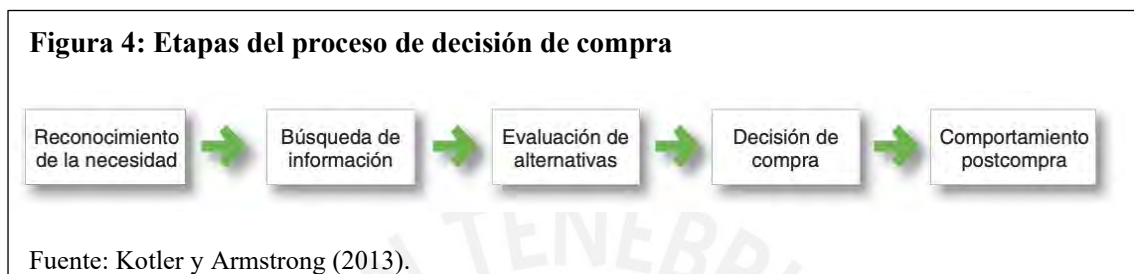 Figura 4: Etapas del proceso de decisión de compra
Reconocimiento
de la necesidad
Búsqueda de
información
Evaluación de
alternativas
Decisión de
compra
Comportamiento
postcompra
TENEBR
Fuente: Kotler y Armstrong (2013).